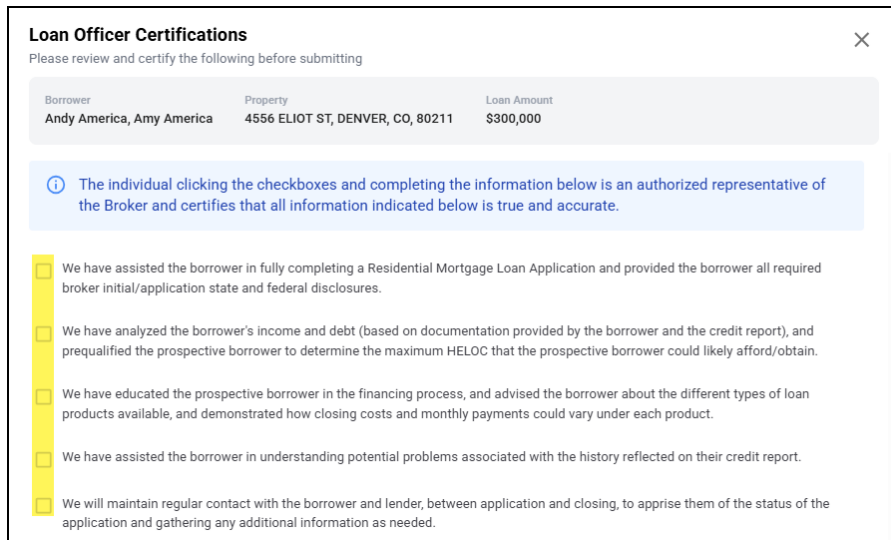 Loan Officer Certifications
Please review and certify the following before submitting
Borrower Property Loan Amount
Andy America, Amy America 4556 ELIOT ST, DENVER, CO, 80211 $300,000
The individual clicking the checkboxes and completing the information below is an authorized representative of
the Broker and certifies that all information indicated below is true and accurate.
We have assisted the borrower in fully completing a Residential Mortgage Loan Application and provided the borrower all required
broker initial/application state and federal disclosures.
We have analyzed the borrower's income and debt (based on documentation provided by the borrower and the credit report), and
prequalified the prospective borrower to determine the maximum HELOC that the prospective borrower could likely afford/obtain.
We have educated the prospective borrower in the financing process, and advised the borrower about the different types of loan
products available, and demonstrated how closing costs and monthly payments could vary under each product.
We have assisted the borrower in understanding potential problems associated with the history reflected on their credit report.
We will maintain regular contact with the borrower and lender, between application and closing, to apprise them of the status of the
application and gathering any additional information as needed.